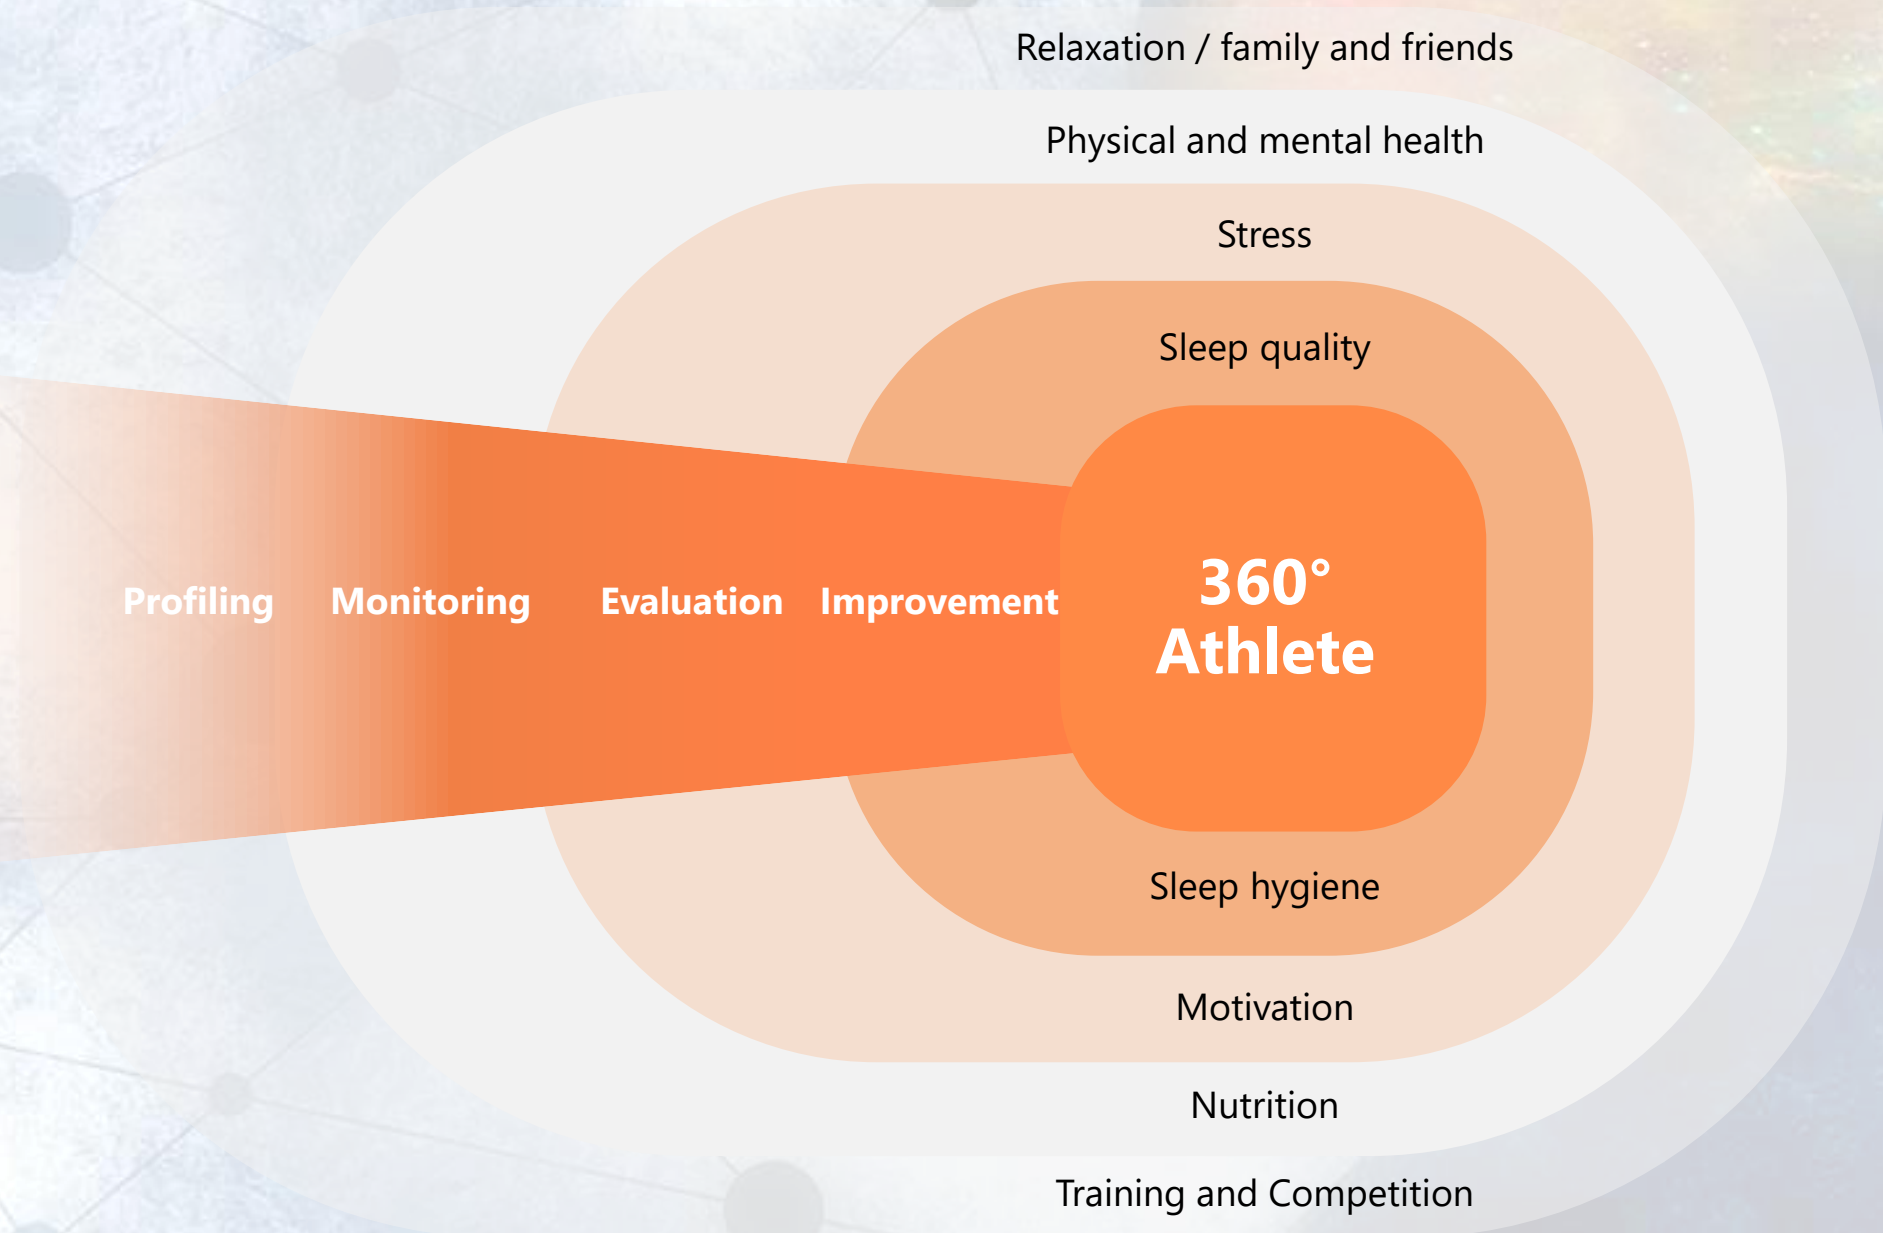 Relaxation / family and friends
Physical and mental health
Stress
Sleep quality
Profiling Monitoring Evaluation Improvement
360°
Athlete
Sleep hygiene
Motivation
Nutrition
Training and Competition